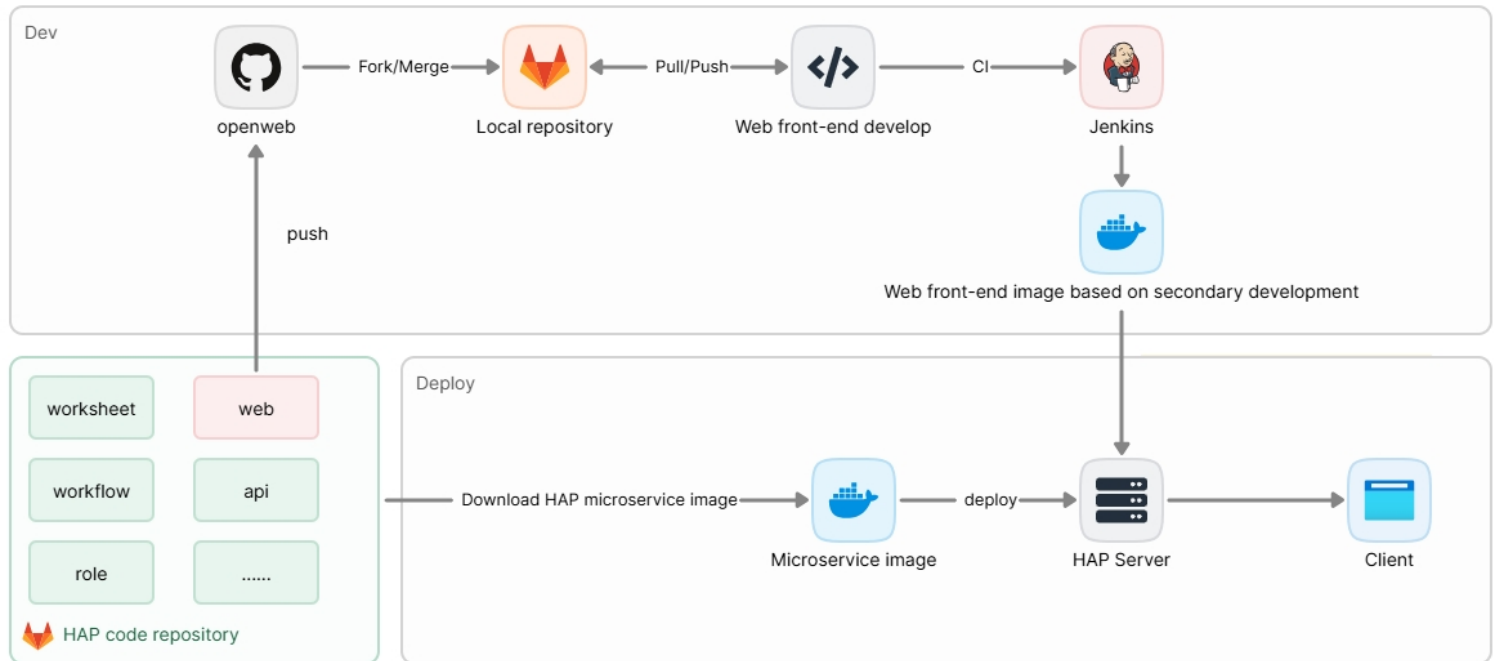 Dev
Fork/Merge
Pull/Push
CI
openweb
Local repository
Web front-end develop
Jenkins
push
Web front-end image based on secondary development
worksheet
web
workflow
api
role
......
HAP code repository
Deploy
Download HAP microservice image
deploy
Microservice image
HAP Server
Client